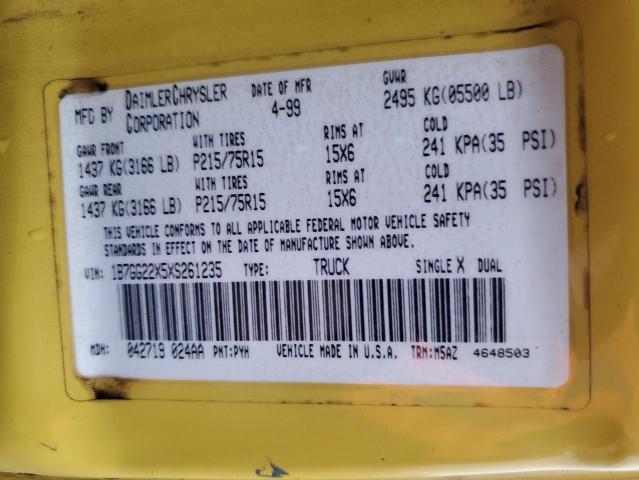 MFG BY DAIMLERCHRYSLER CORPORATION DATE OF MFR 4-99 GVWR 2495 KG(05500 LB)
GAWR FRONT WITH TIRES RIMS AT COLD
1437 KG(3166 LB) P215/75R15 15X6 241 KPA(35 PSI)
GAWR REAR WITH TIRES RIMS AT COLD
1437 KG(3166 LB) P215/75R15 15X6 241 KPA(35 PSI)
THIS VEHICLE CONFORMS TO ALL APPLICABLE FEDERAL MOTOR VEHICLE SAFETY
STANDARDS IN EFFECT ON THE DATE OF MANUFACTURE SHOWN ABOVE.
VIN: 1B7GG22X5XS261235 TYPE: TRUCK SINGLE X DUAL
MDH: 042719 024AA PNT:PYH VEHICLE MADE IN U.S.A. TRM:M5AZ 4648503